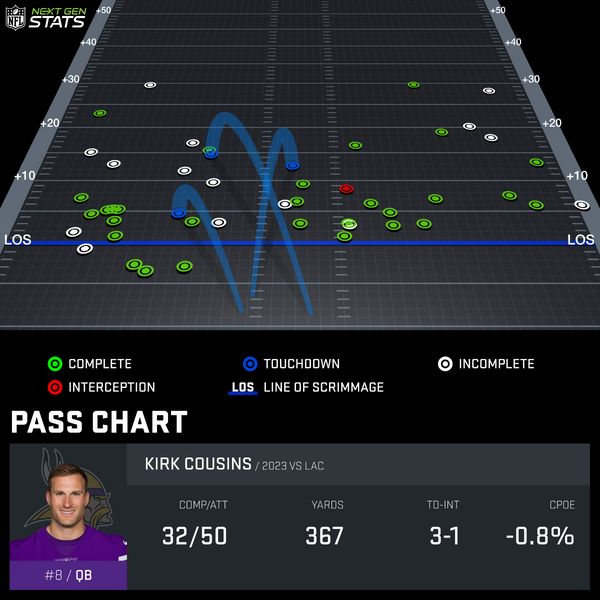 NFL NEXT GEN
STATS
+50 +50
+30 +30
+20 +20
+10 +10
LOS LOS
COMPLETE TOUCHDOWN INCOMPLETE
INTERCEPTION LOS LINE OF SCRIMMAGE
PASS CHART
KIRK COUSINS / 2023 VS LAC
COMP/ATT YARDS TD-INT CPOE
32/50 367 3-1 -0.8%
#8 / QB